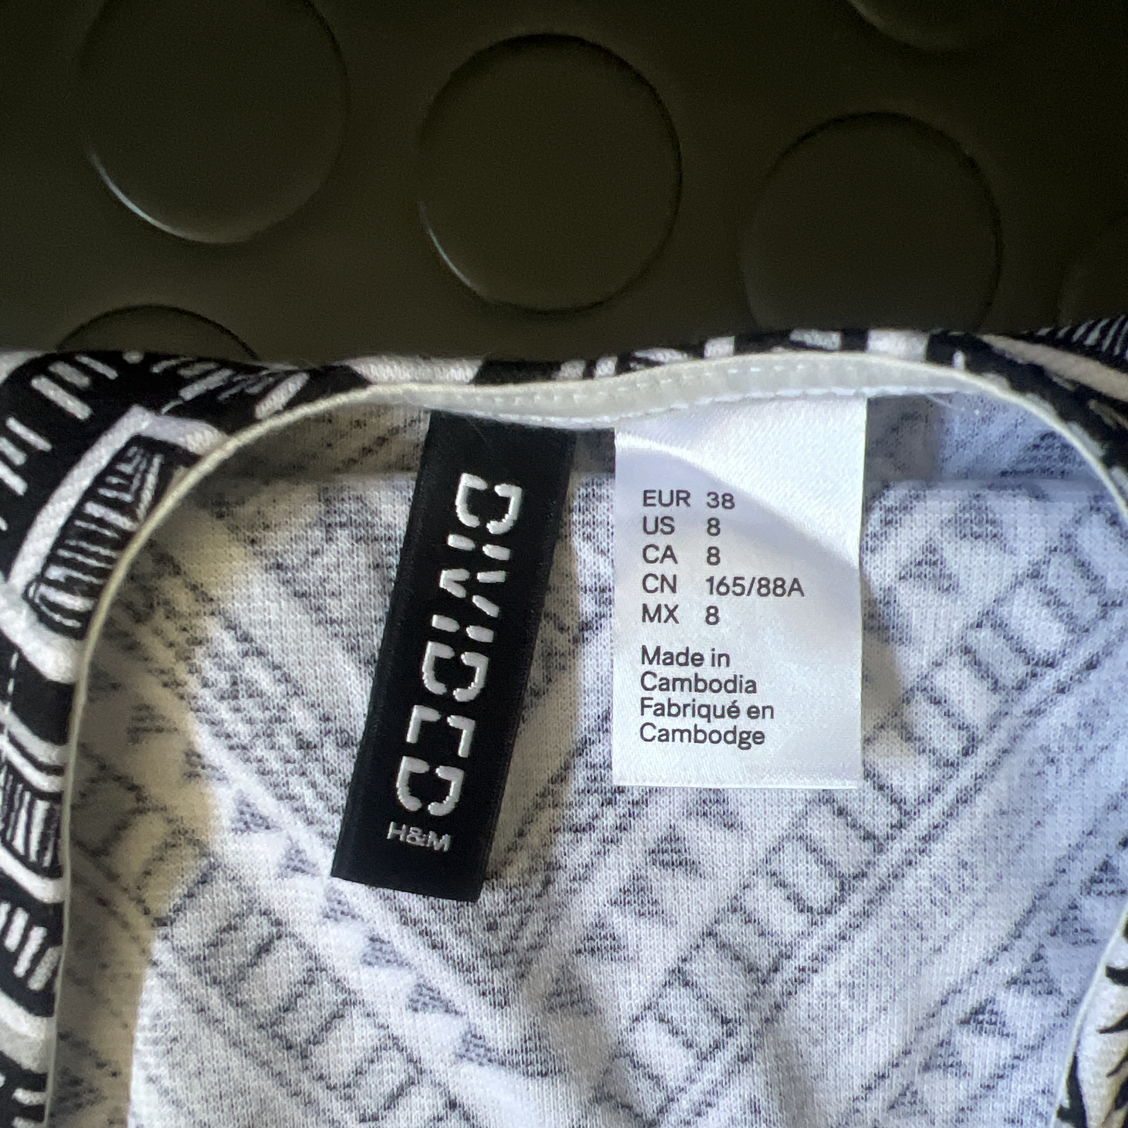 DIVIDED
H&M
EUR 38
US 8
CA 8
CN 165/88A
MX 8
Made in
Cambodia
Fabriqué en
Cambodge